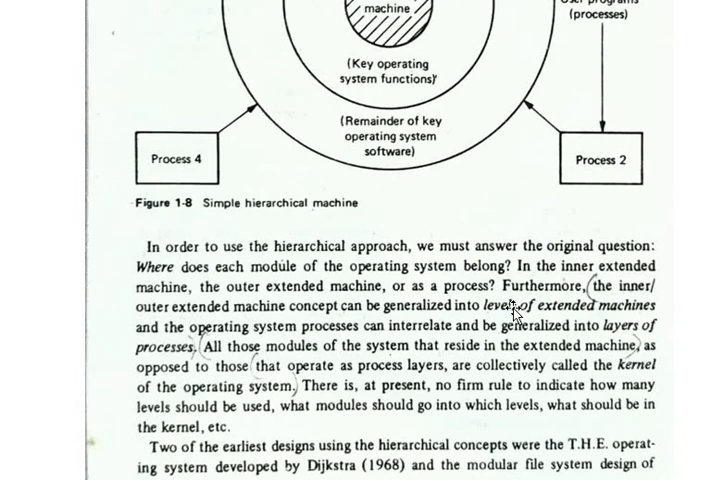 machine
User programs
(processes)
(Key operating
system functions)
(Remainder of key
operating system
software)
Process 4
Process 2
Figure 1-8 Simple hierarchical machine
In order to use the hierarchical approach, we must answer the original question:
Where does each module of the operating system belong? In the inner extended
machine, the outer extended machine, or as a process? Furthermore, (the inner/
outer extended machine concept can be generalized into levels of extended machines
and the operating system processes can interrelate and be generalized into layers of
processes. (All those modules of the system that reside in the extended machine) as
opposed to those (that operate as process layers, are collectively called the kernel
of the operating system.) There is, at present, no firm rule to indicate how many
levels should be used, what modules should go into which levels, what should be in
the kernel, etc.
Two of the earliest designs using the hierarchical concepts were the T.H.E. operat-
ing system developed by Dijkstra (1968) and the modular file system design of